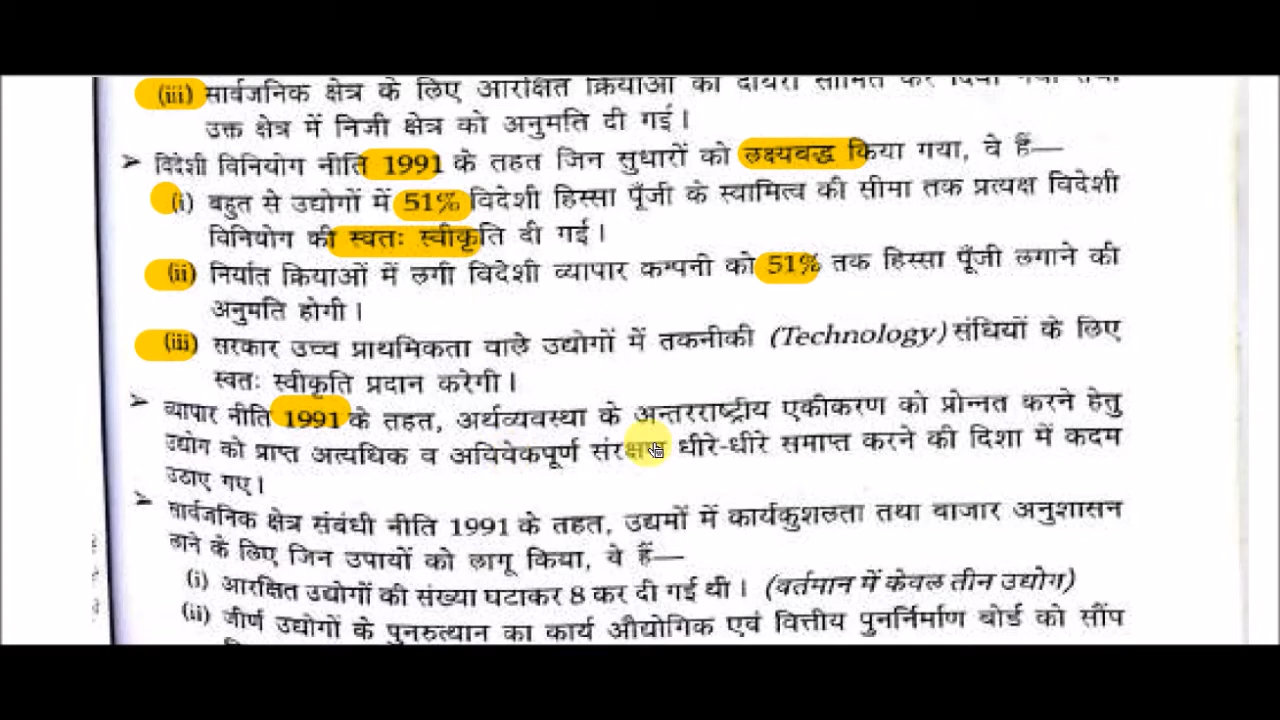 (iii) सार्वजनिक क्षेत्र के लिए आरक्षित क्रियाओं का दायरा सीमित कर दिया गया तथा
उक्त क्षेत्र में निजी क्षेत्र को अनुमति दी गई।
➤ विदेशी विनियोग नीति 1991 के तहत जिन सुधारों को लक्ष्यबद्ध किया गया, वे हैं—
(i) बहुत से उद्योगों में 51% विदेशी हिस्सा पूँजी के स्वामित्व की सीमा तक प्रत्यक्ष विदेशी
विनियोग की स्वतः स्वीकृति दी गई।
(ii) निर्यात क्रियाओं में लगी विदेशी व्यापार कम्पनी को 51% तक हिस्सा पूँजी लगाने की
अनुमति होगी।
(iii) सरकार उच्च प्राथमिकता वाले उद्योगों में तकनीकी (Technology) संधियों के लिए
स्वतः स्वीकृति प्रदान करेगी।
➤ व्यापार नीति 1991 के तहत, अर्थव्यवस्था के अन्तरराष्ट्रीय एकीकरण को प्रोन्नत करने हेतु
उद्योग को प्राप्त अत्यधिक व अविवेकपूर्ण संरक्षण धीरे-धीरे समाप्त करने की दिशा में कदम
उठाए गए।
➤ सार्वजनिक क्षेत्र संबंधी नीति 1991 के तहत, उद्यमों में कार्यकुशलता तथा बाजार अनुशासन
लाने के लिए जिन उपायों को लागू किया, वे हैं—
(i) आरक्षित उद्योगों की संख्या घटाकर 8 कर दी गई थी। (वर्तमान में केवल तीन उद्योग)
(ii) जीर्ण उद्योगों के पुनरुत्थान का कार्य औद्योगिक एवं वित्तीय पुनर्निर्माण बोर्ड को सौंप